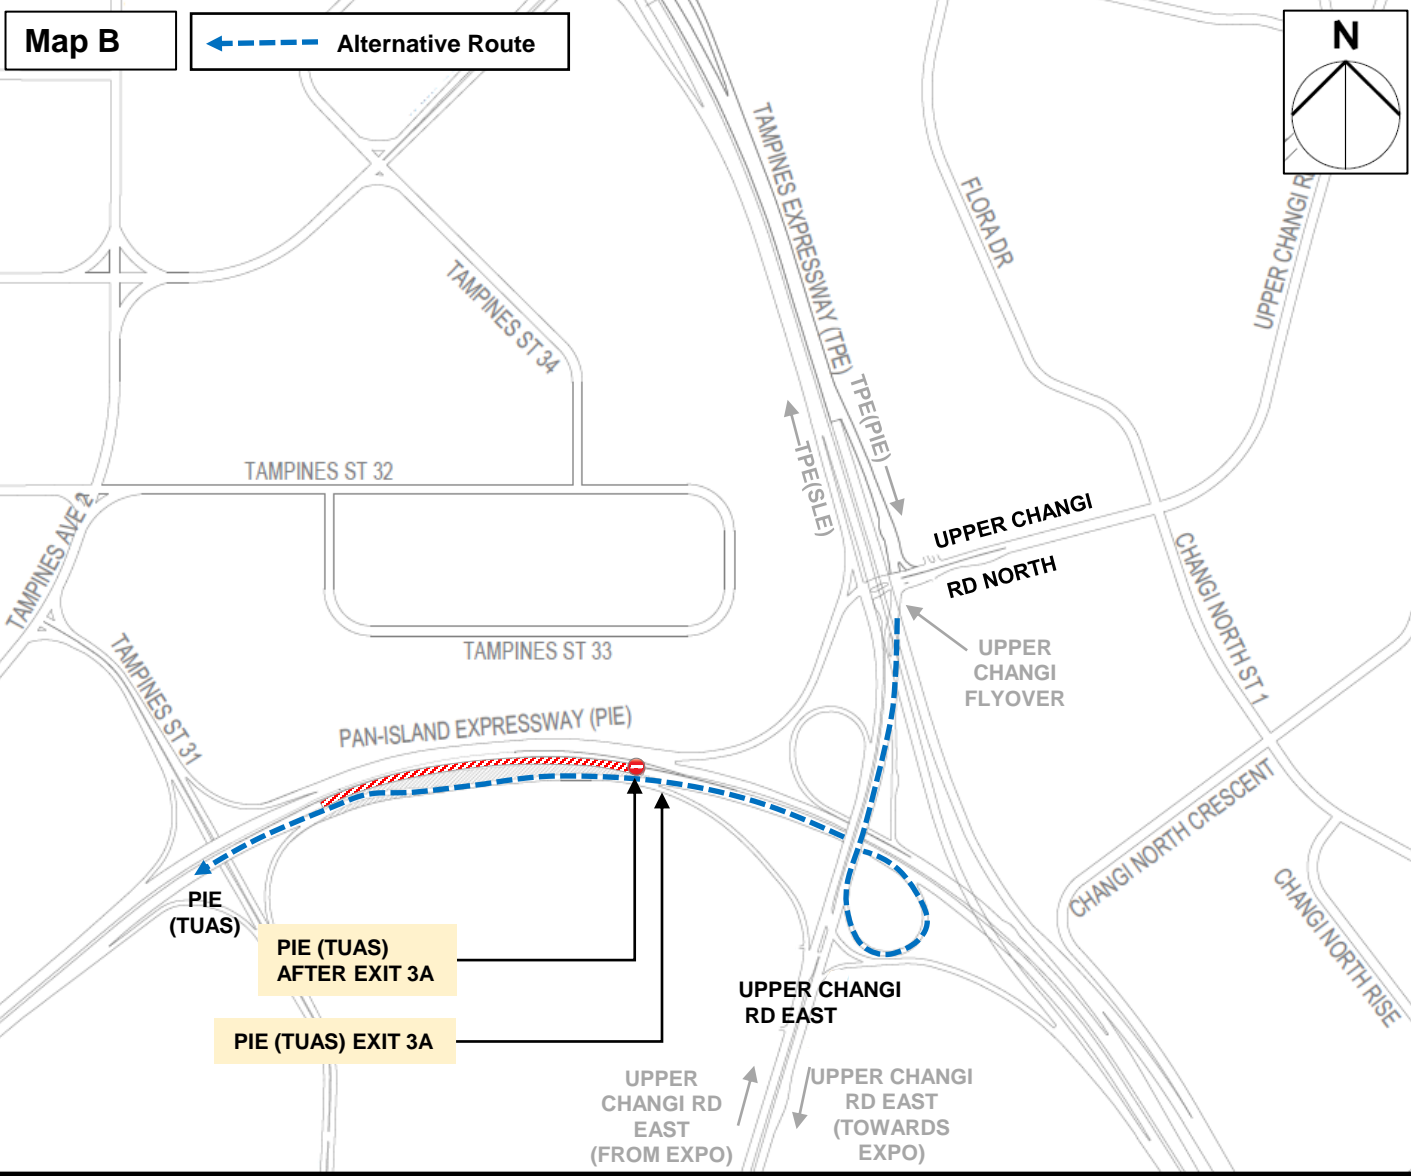 Map B
Alternative Route
N
TAMPINES EXPRESSWAY (TPE)
FLORA DR
UPPER CHANGI R
TAMPINES ST 34
TPE(PIE)
TPE(SLE)
TAMPINES ST 32
TAMPINES AVE 2
UPPER CHANGI
RD NORTH
CHANGI NORTH ST 1
TAMPINES ST 33
TAMPINES ST 31
UPPER
CHANGI
FLYOVER
PAN-ISLAND EXPRESSWAY (PIE)
CHANGI NORTH CRESCENT
CHANGI NORTH RISE
PIE
(TUAS)
PIE (TUAS)
AFTER EXIT 3A
PIE (TUAS) EXIT 3A
UPPER CHANGI
RD EAST
UPPER
CHANGI RD
EAST
(FROM EXPO)
UPPER CHANGI
RD EAST
(TOWARDS
EXPO)